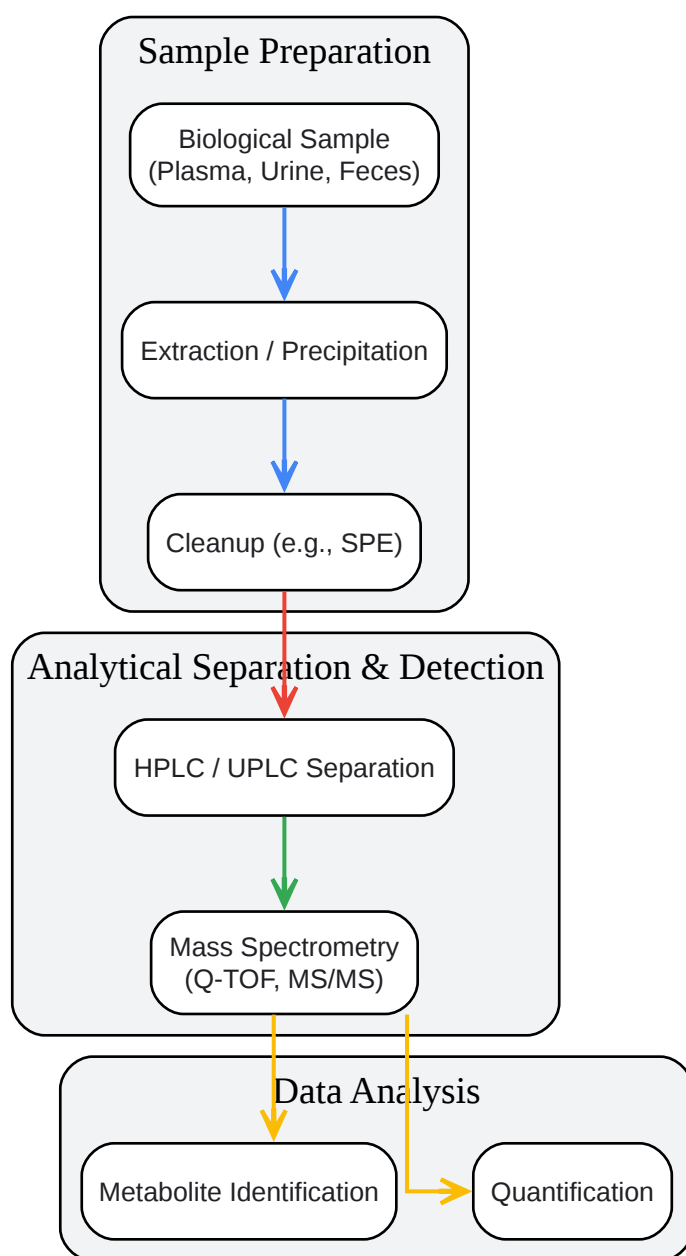 Sample Preparation
Biological Sample
(Plasma, Urine, Feces)
Extraction / Precipitation
Cleanup (e.g., SPE)
Analytical Separation & Detection
HPLC / UPLC Separation
Mass Spectrometry
(Q-TOF, MS/MS)
Data Analysis
Metabolite Identification
Quantification